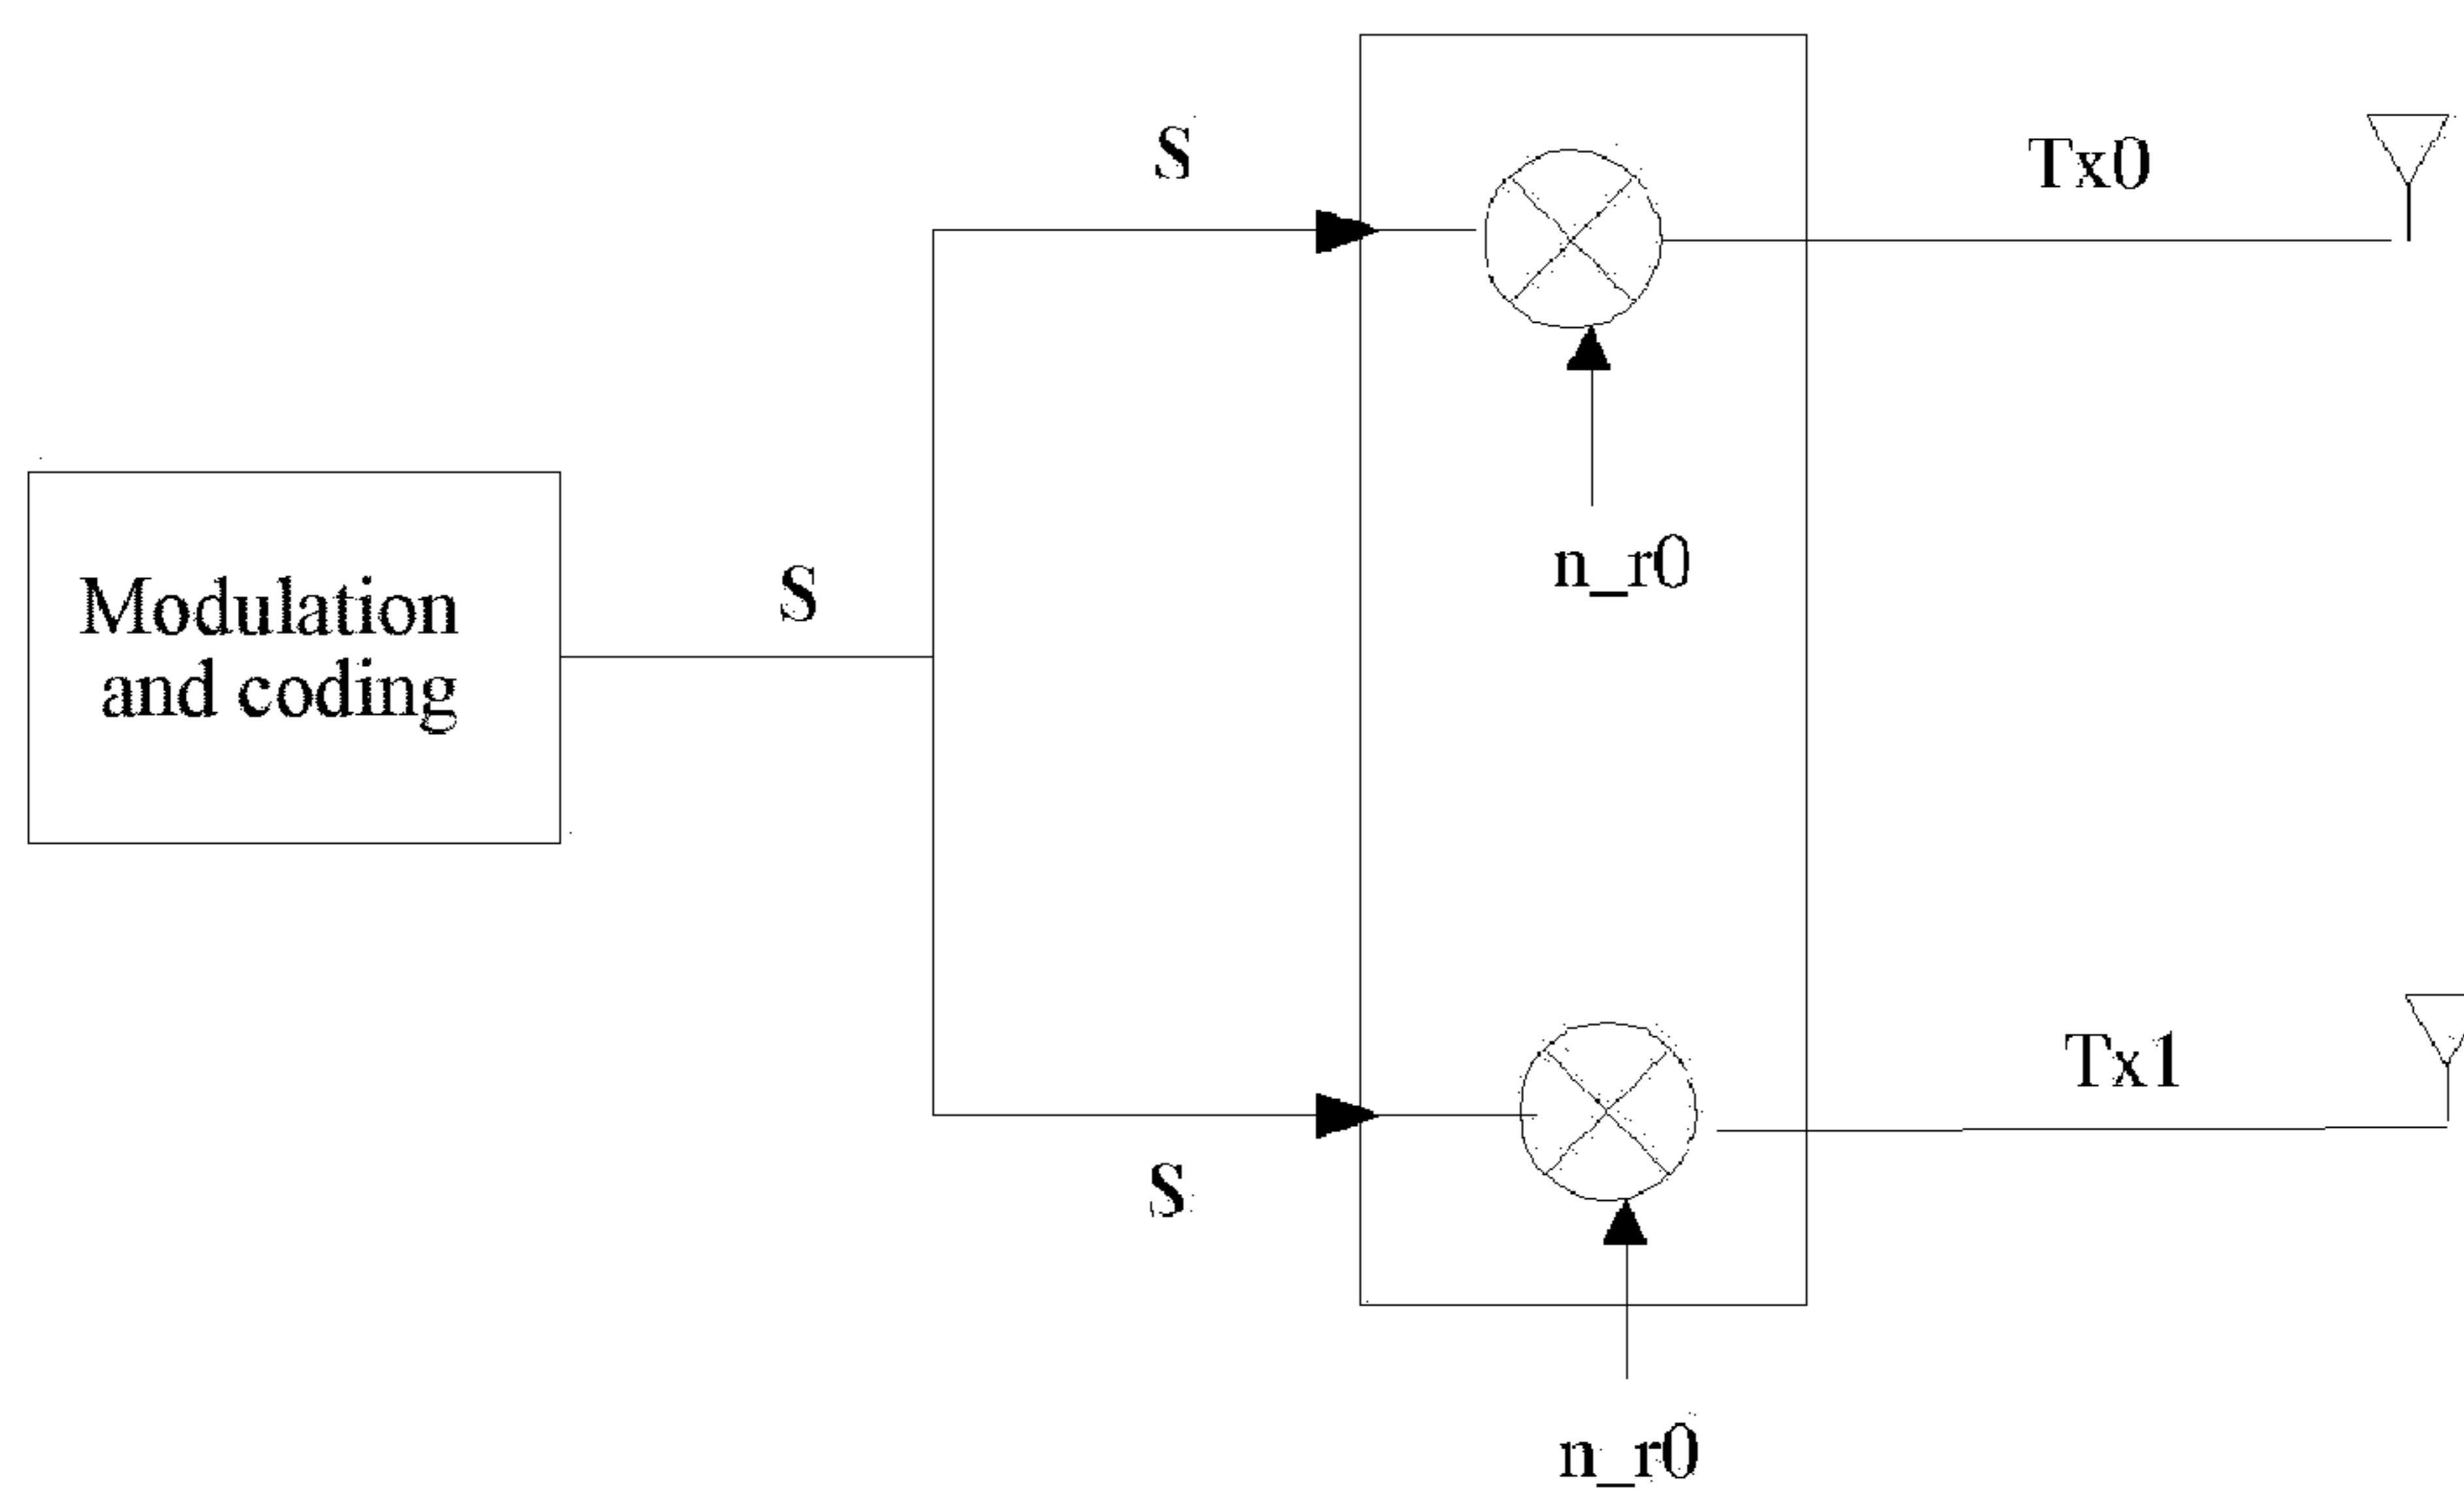 S
Tx0
n_r0
Modulation
and coding
S
Tx1
S
n_r0